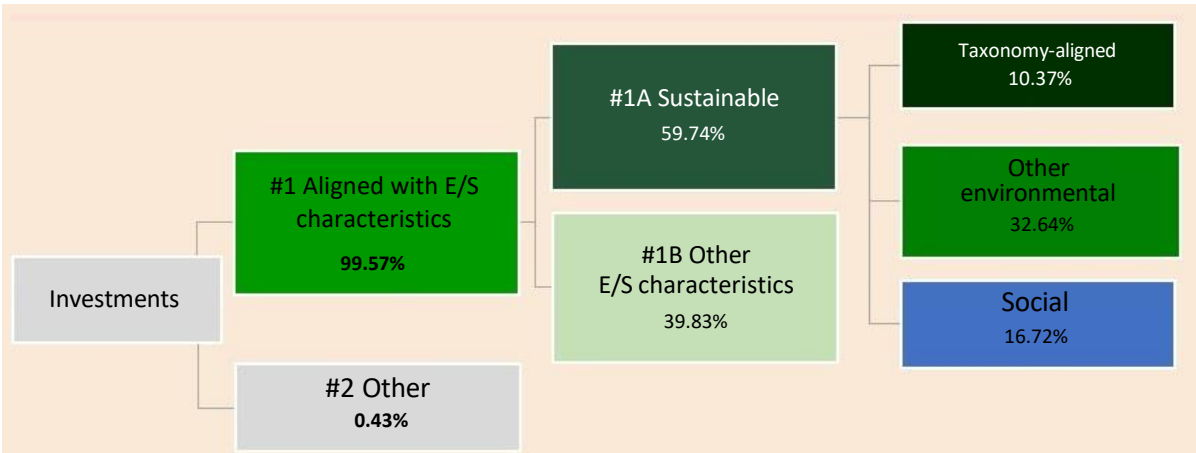 Investments
#1 Aligned with E/S
characteristics
99.57%
#2 Other
0.43%
#1A Sustainable
59.74%
#1B Other
E/S characteristics
39.83%
Taxonomy-aligned
10.37%
Other
environmental
32.64%
Social
16.72%